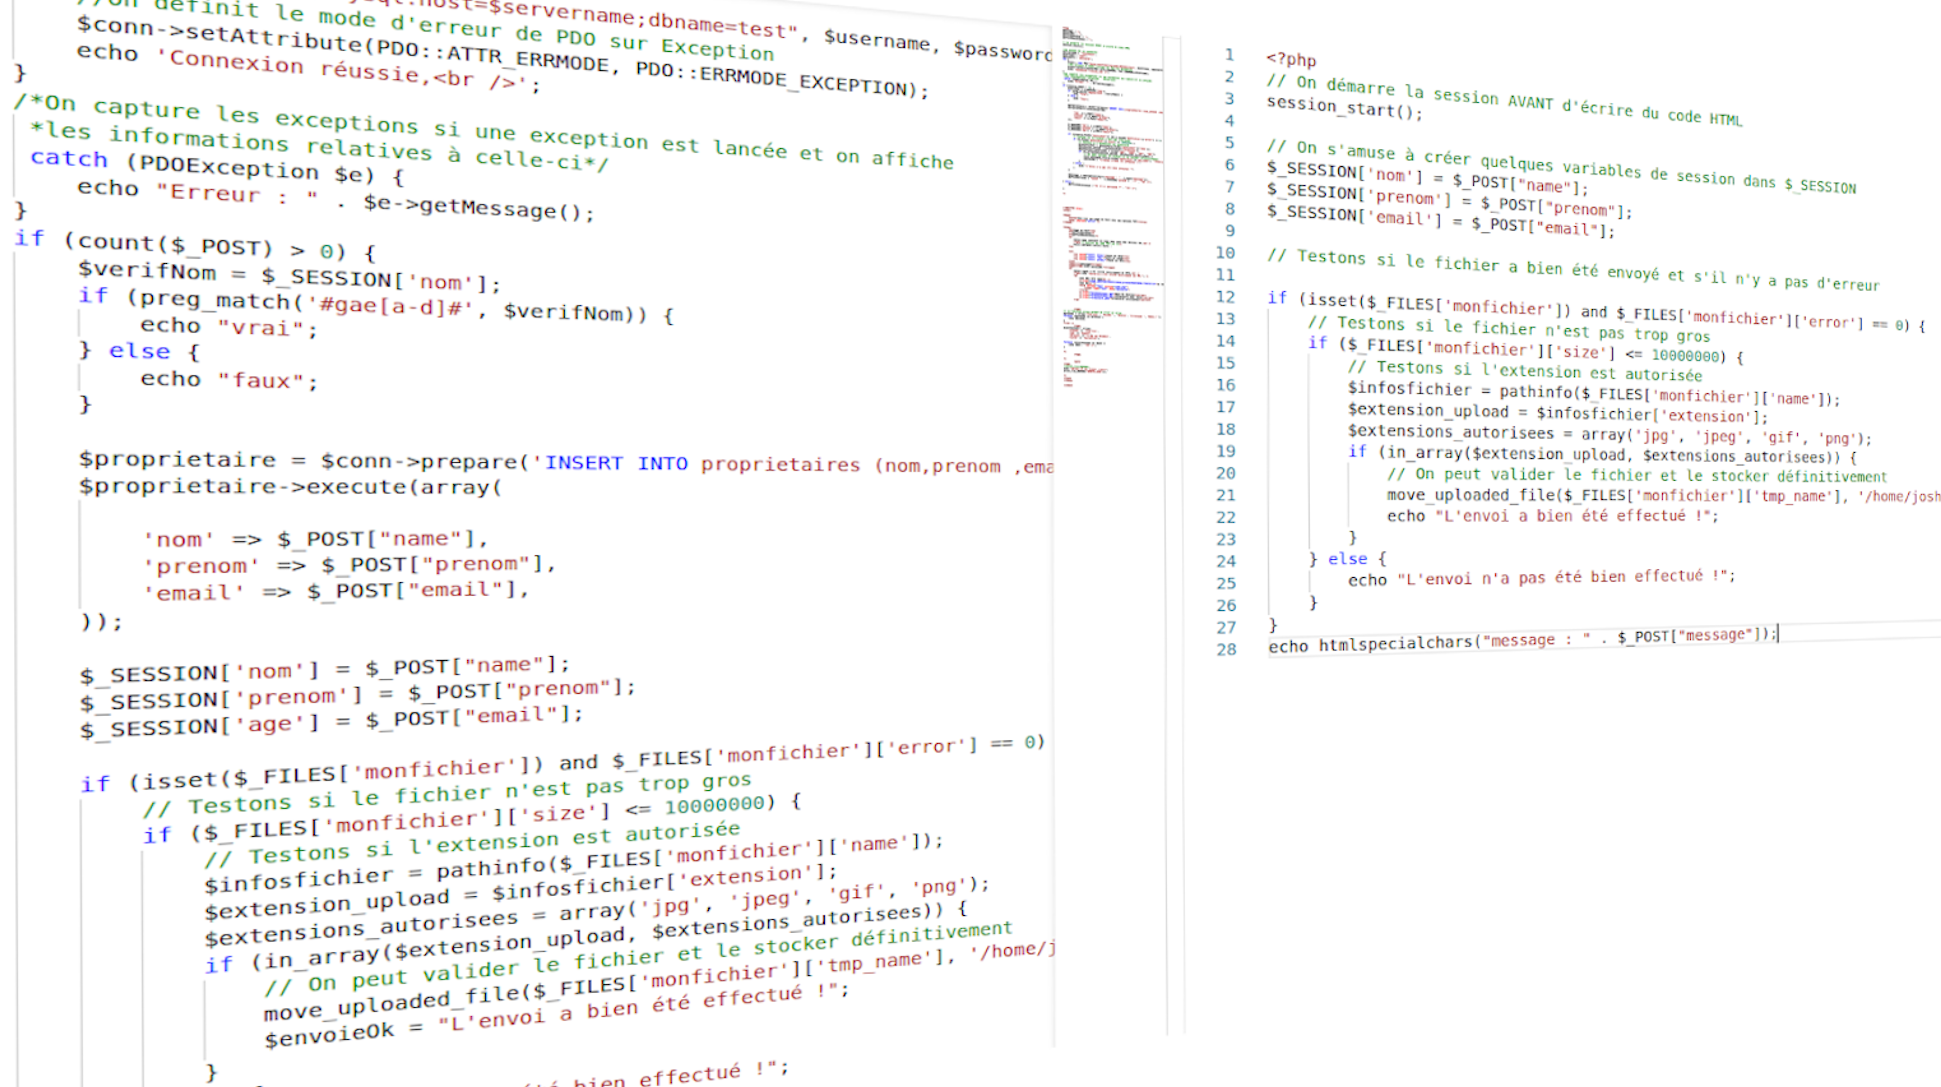 //On définit le mode d'erreur de PDO sur Exception
$conn->setAttribute(PDO::ATTR_ERRMODE, PDO::ERRMODE_EXCEPTION);
echo 'Connexion réussie,<br />';
}
/*On capture les exceptions si une exception est lancée et on affiche
*les informations relatives à celle-ci*/
catch (PDOException $e) {
echo "Erreur : " . $e->getMessage();
}
if (count($_POST) > 0) {
$verifNom = $_SESSION['nom'];
if (preg_match('#gae[a-d]#', $verifNom)) {
echo "vrai";
} else {
echo "faux";
}
$proprietaire = $conn->prepare('INSERT INTO proprietaires (nom,prenom ,ema
$proprietaire->execute(array(
'nom' => $_POST["name"],
'prenom' => $_POST["prenom"],
'email' => $_POST["email"],
));
$_SESSION['nom'] = $_POST["name"];
$_SESSION['prenom'] = $_POST["prenom"];
$_SESSION['age'] = $_POST["email"];
if (isset($_FILES['monfichier']) and $_FILES['monfichier']['error'] == 0)
// Testons si le fichier n'est pas trop gros
if ($_FILES['monfichier']['size'] <= 10000000) {
// Testons si l'extension est autorisée
$infosfichier = pathinfo($_FILES['monfichier']['name']);
$extension_upload = $infosfichier['extension'];
$extensions_autorisees = array('jpg', 'jpeg', 'gif', 'png');
if (in_array($extension_upload, $extensions_autorisees)) {
// On peut valider le fichier et le stocker définitivement
move_uploaded_file($_FILES['monfichier']['tmp_name'], '/home/j
$envoieOk = "L'envoi a bien été effectué !";
}
bien effectué !";
1 <?php
2 // On démarre la session AVANT d'écrire du code HTML
3 session_start();
4
5 // On s'amuse à créer quelques variables de session dans $_SESSION
6 $_SESSION['nom'] = $_POST["name"];
7 $_SESSION['prenom'] = $_POST["prenom"];
8 $_SESSION['email'] = $_POST["email"];
9
10 // Testons si le fichier a bien été envoyé et s'il n'y a pas d'erreur
11
12 if (isset($_FILES['monfichier']) and $_FILES['monfichier']['error'] == 0) {
13 // Testons si le fichier n'est pas trop gros
14 if ($_FILES['monfichier']['size'] <= 10000000) {
15 // Testons si l'extension est autorisée
16 $infosfichier = pathinfo($_FILES['monfichier']['name']);
17 $extension_upload = $infosfichier['extension'];
18 $extensions_autorisees = array('jpg', 'jpeg', 'gif', 'png');
19 if (in_array($extension_upload, $extensions_autorisees)) {
20 // On peut valider le fichier et le stocker définitivement
21 move_uploaded_file($_FILES['monfichier']['tmp_name'], '/home/josh
22 echo "L'envoi a bien été effectué !";
23 }
24 } else {
25 echo "L'envoi n'a pas été bien effectué !";
26 }
27 }
28 echo htmlspecialchars("message : " . $_POST["message"]);